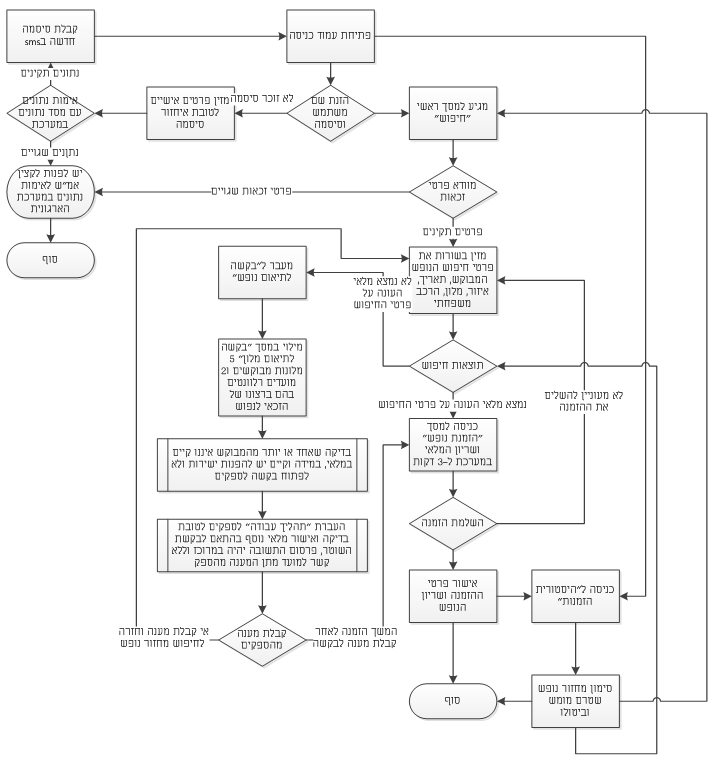 קבלת סיסמה
חדשה בsms
פתיחת עמוד כניסה
נתונים תקינים
אימות נתונים
עם מסד נתונים
במערכת
מזין פרטים אישיים
לטובת איחזור
סיסמה
לא זוכר סיסמה
הזנת שם
משתמש
וסיסמה
מגיע למסך ראשי
"חיפוש"
נתונים שגויים
יש לפנות לקצין
אמ"ש לאימות
נתונים במערכת
הארגונית
פרטי זכאות שגויים
מוודא פרטי
זכאות
סוף
פרטים תקינים
מזין בשורות את
פרטי חיפוש הנופש
המבוקש, תאריך,
איזור, מלון, הרכב
משפחתי
מעבר ל"בקשה
לתיאום נופש"
לא נמצא מלאי
העונה על
פרטי החיפוש
תוצאות חיפוש
מילוי במסך "בקשה
לתיאום מלון" 5
מלונות מבוקשים ו2
מועדים רלוונטים
בהם ברצונו של
הזכאי לנפוש
לא מעוניין להשלים
את ההזמנה
נמצא מלאי העונה על פרטי החיפוש
כניסה למסך
"הזמנת נופש"
ושריון המלאי
במערכת ל-3 דקות
בדיקה שאחד או יותר מהמבוקש איננו קיים
במלאי, במידה וקיים יש להפנות ישירות ולא
לפתוח בקשה לספקים
השלמת הזמנה
העברת "תהליך עבודה" לספקים לטובת
בדיקה ואישור מלאי נוסף בהתאם לבקשת
השוטר, פרסום התשובה יהיה במרוכז וללא
קשר למועד מתן המענה מהספק
אישור פרטי
ההזמנה ושריון
הנופש
כניסה ל"היסטורית
הזמנות"
אי קבלת מענה וחזרה
לחיפוש מחזור נופש
קבלת מענה
מהספקים
המשך הזמנה לאחר
קבלת מענה לבקשה
סוף
סימון מחזור נופש
שטרם מומש
וביטולו